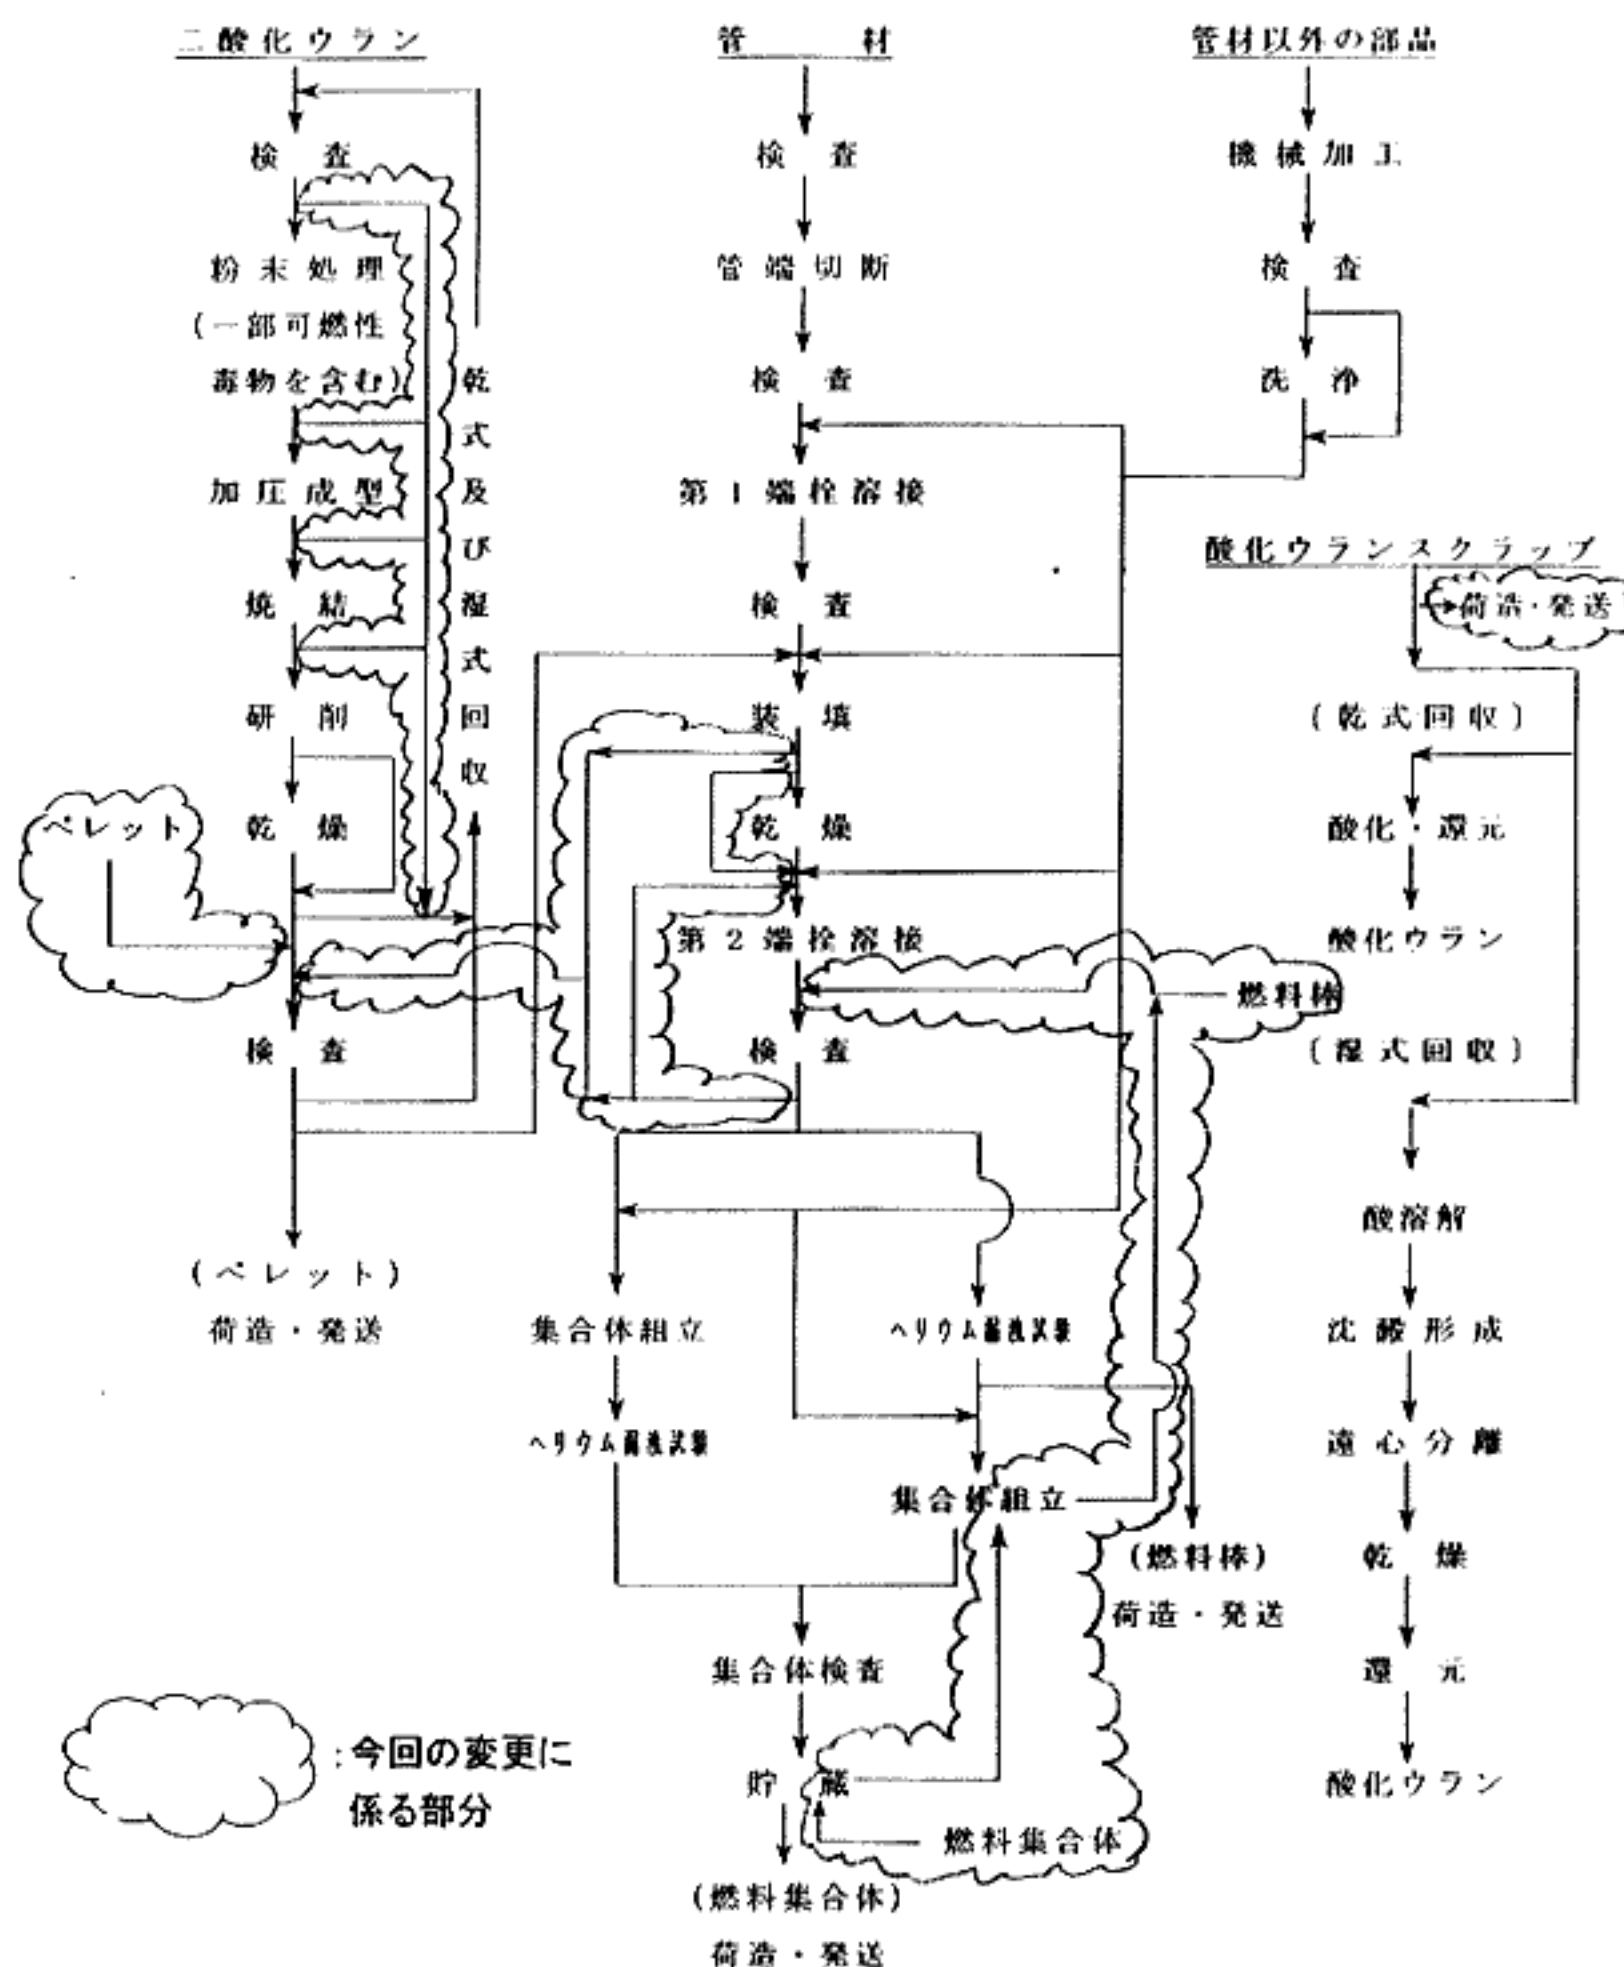 二酸化ウラン
検査
粉末処理
(一部可燃性
毒物を含む)
加圧成型
焼結
研削
乾燥
ペレット
検査
(ペレット)
荷造・発送
乾式及び湿式回収
管材
検査
管端切断
検査
第1端栓溶接
検査
装填
乾燥
第2端栓溶接
検査
集合体組立
ヘリウム漏洩試験
ヘリウム漏洩試験
集合体組立
(燃料棒)
荷造・発送
集合体検査
貯蔵
燃料集合体
(燃料集合体)
荷造・発送
管材以外の部品
機械加工
検査
洗浄
燃料棒
酸化ウランスクラップ
荷造・発送
(乾式回収)
酸化・還元
酸化ウラン
(湿式回収)
酸溶解
沈澱形成
遠心分離
乾燥
還元
酸化ウラン
:今回の変更に
係る部分